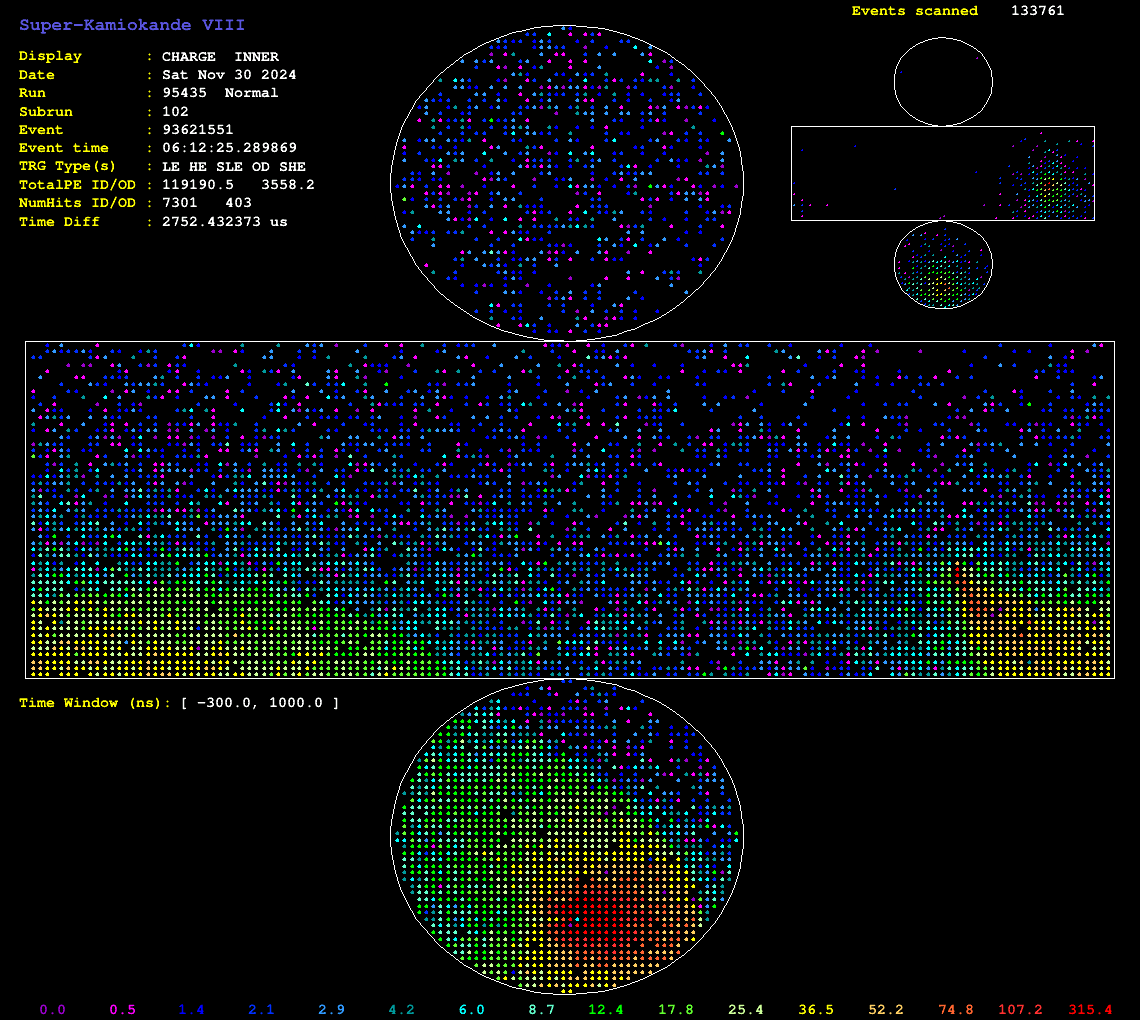 Super-Kamiokande VIII
Events scanned 133761
Display : CHARGE INNER
Date : Sat Nov 30 2024
Run : 95435 Normal
Subrun : 102
Event : 93621551
Event time : 06:12:25.289869
TRG Type(s) : LE HE SLE OD SHE
TotalPE ID/OD : 119190.5 3558.2
NumHits ID/OD : 7301 403
Time Diff : 2752.432373 us
Time Window (ns): [ -300.0, 1000.0 ]
0.0 0.5 1.4 2.1 2.9 4.2 6.0 8.7 12.4 17.8 25.4 36.5 52.2 74.8 107.2 315.4